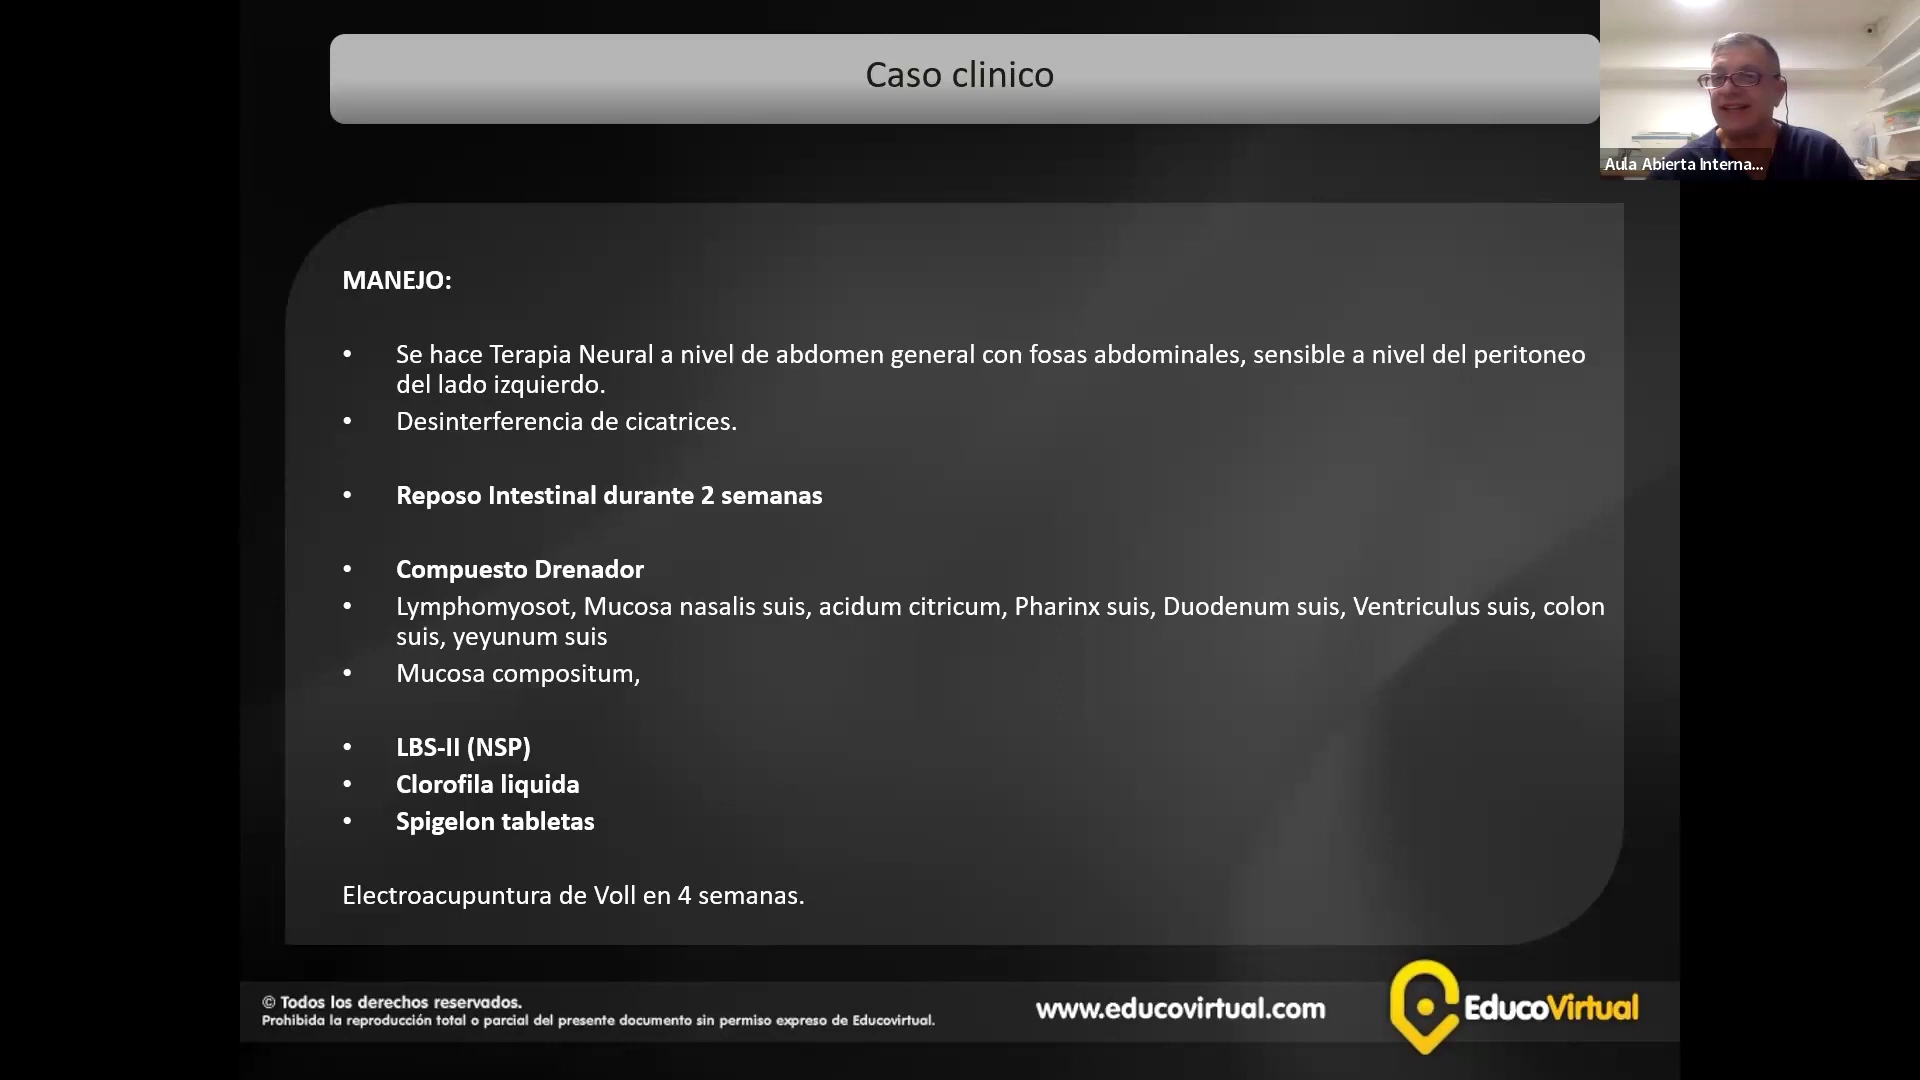 Caso clinico
Aula Abierta Interna...
MANEJO:
• Se hace Terapia Neural a nivel de abdomen general con fosas abdominales, sensible a nivel del peritoneo
del lado izquierdo.
• Desinterferencia de cicatrices.
• Reposo Intestinal durante 2 semanas
• Compuesto Drenador
• Lymphomyosot, Mucosa nasalis suis, acidum citricum, Pharinx suis, Duodenum suis, Ventriculus suis, colon
suis, yeyunum suis
• Mucosa compositum,
• LBS-II (NSP)
• Clorofila liquida
• Spigelon tabletas
Electroacupuntura de Voll en 4 semanas.
© Todos los derechos reservados.
Prohibida la reproducción total o parcial del presente documento sin permiso expreso de Educovirtual.
www.educovirtual.com
EducoVirtual